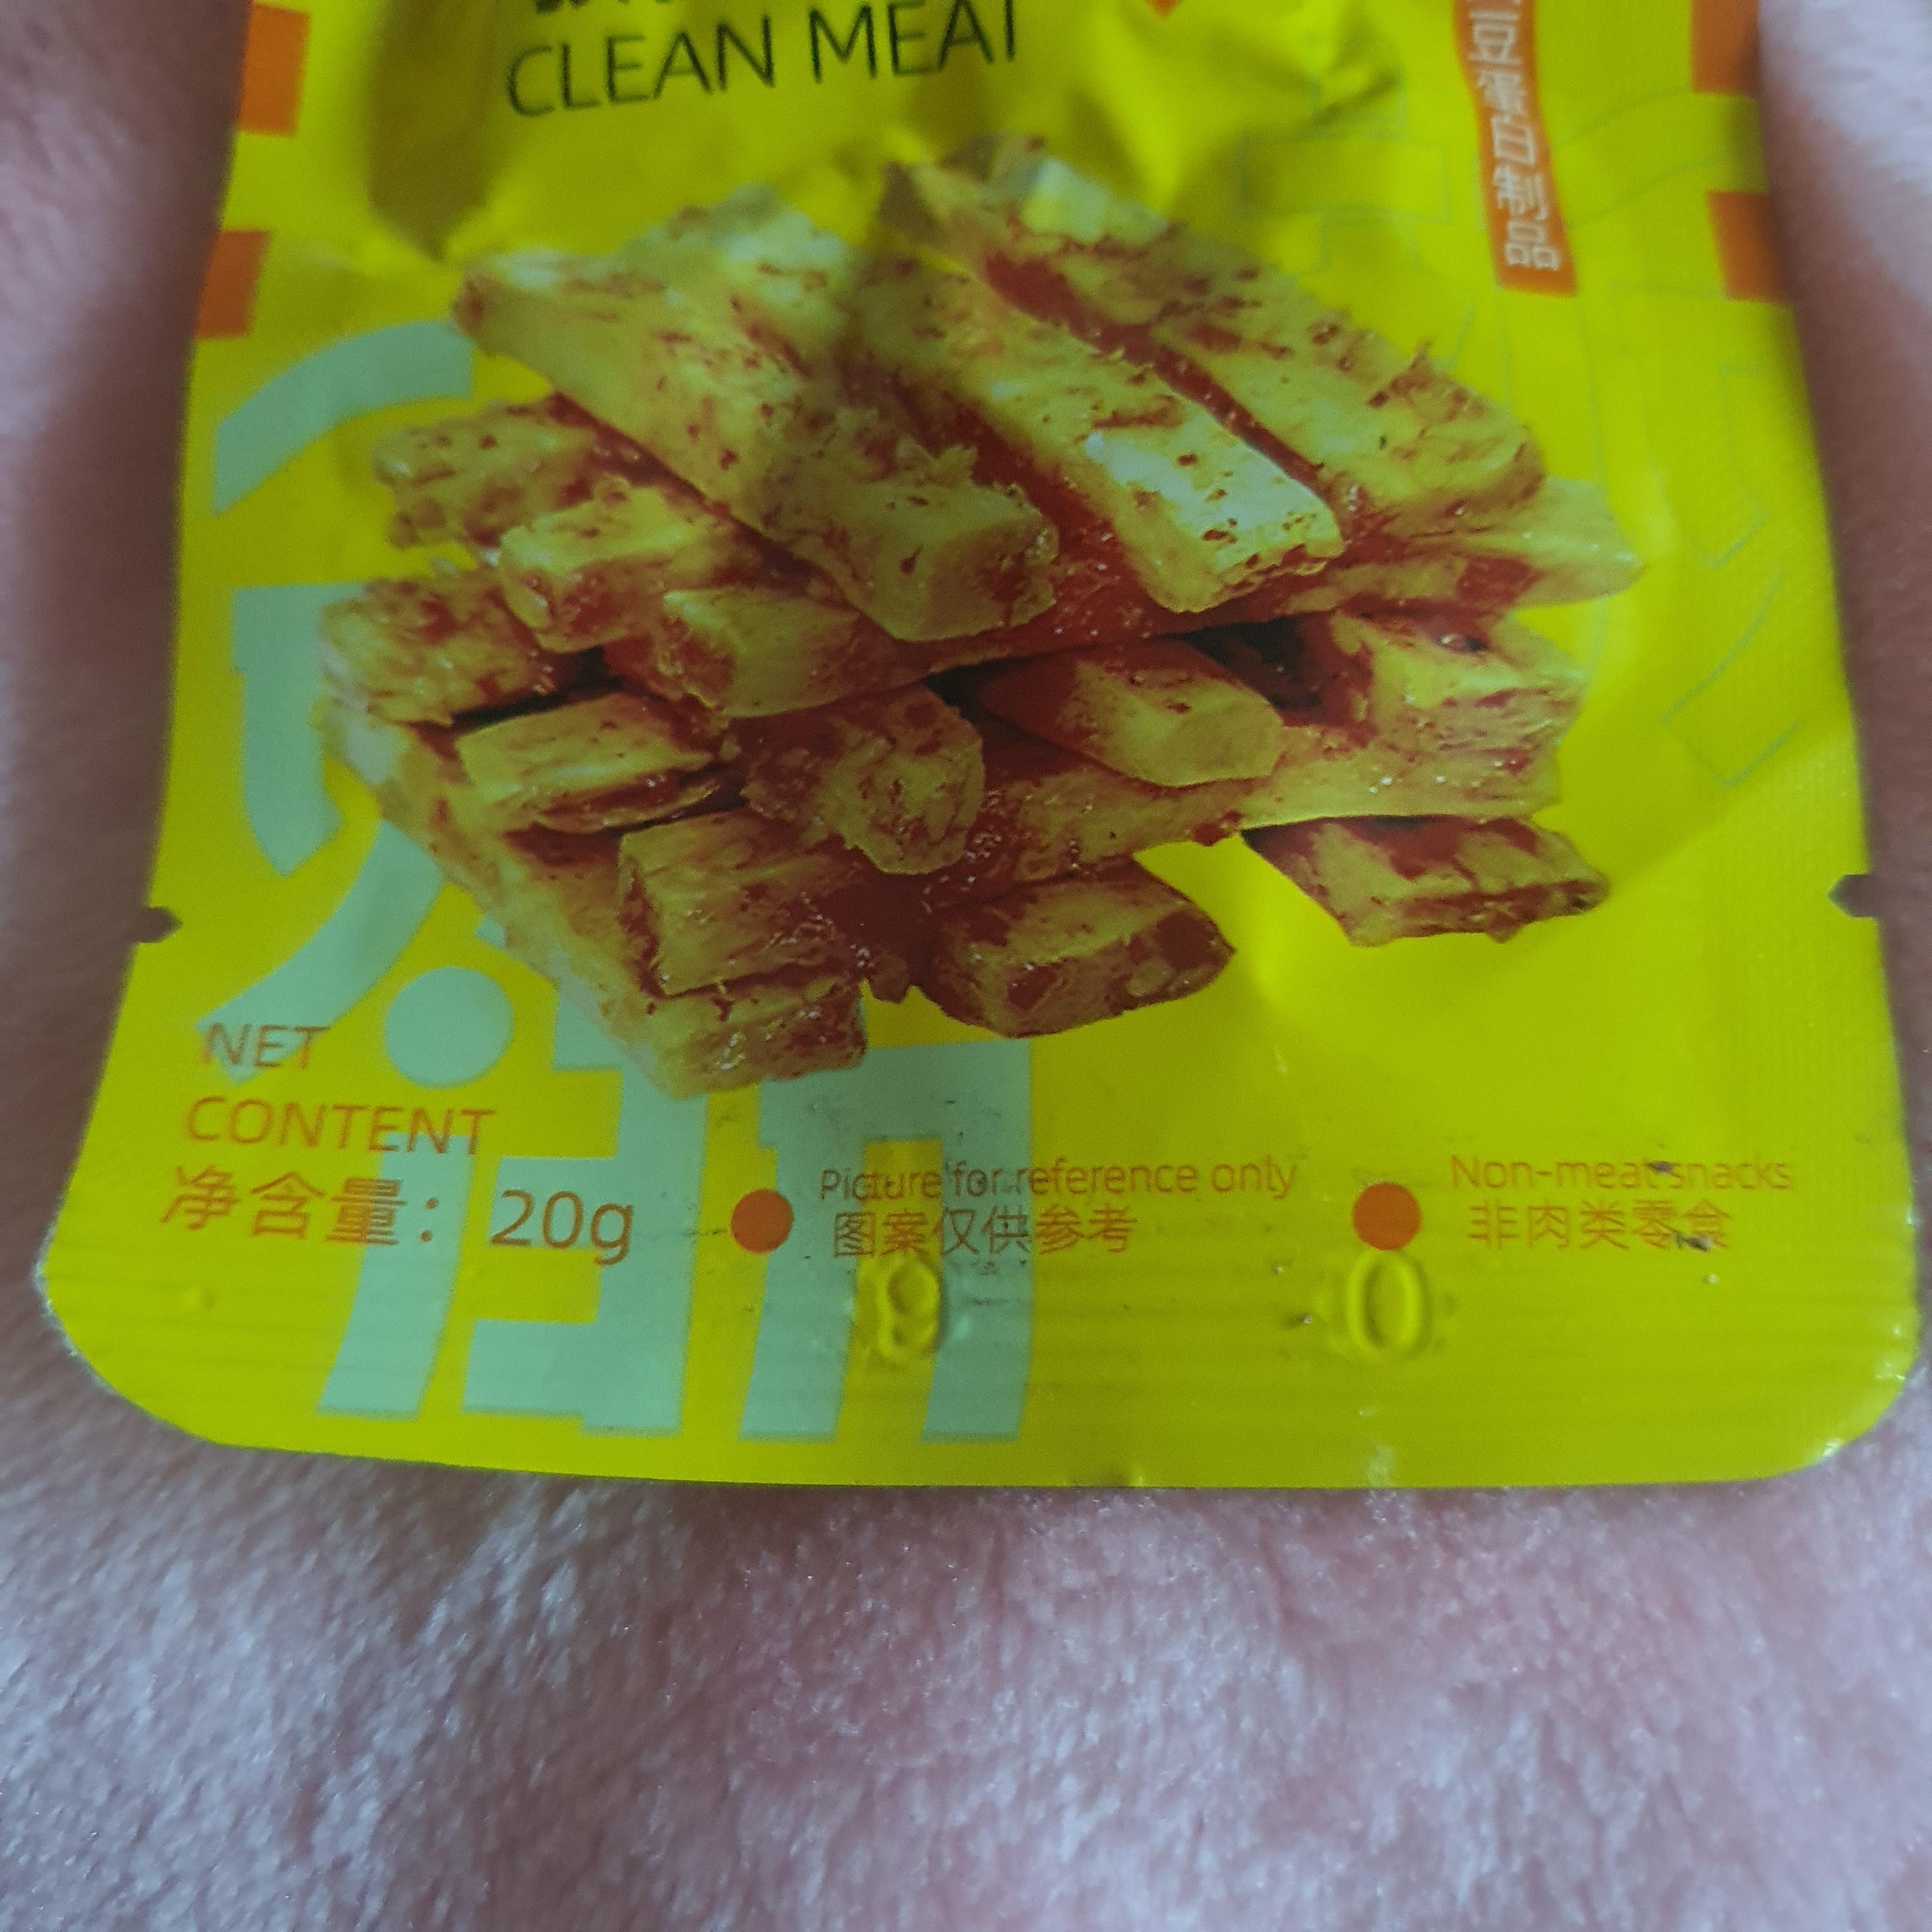 CLEAN MEAT
豆蛋白制品
NET
CONTENT
净含量：20g
Picture for reference only
图案仅供参考
Non-meat snacks
非肉类零食